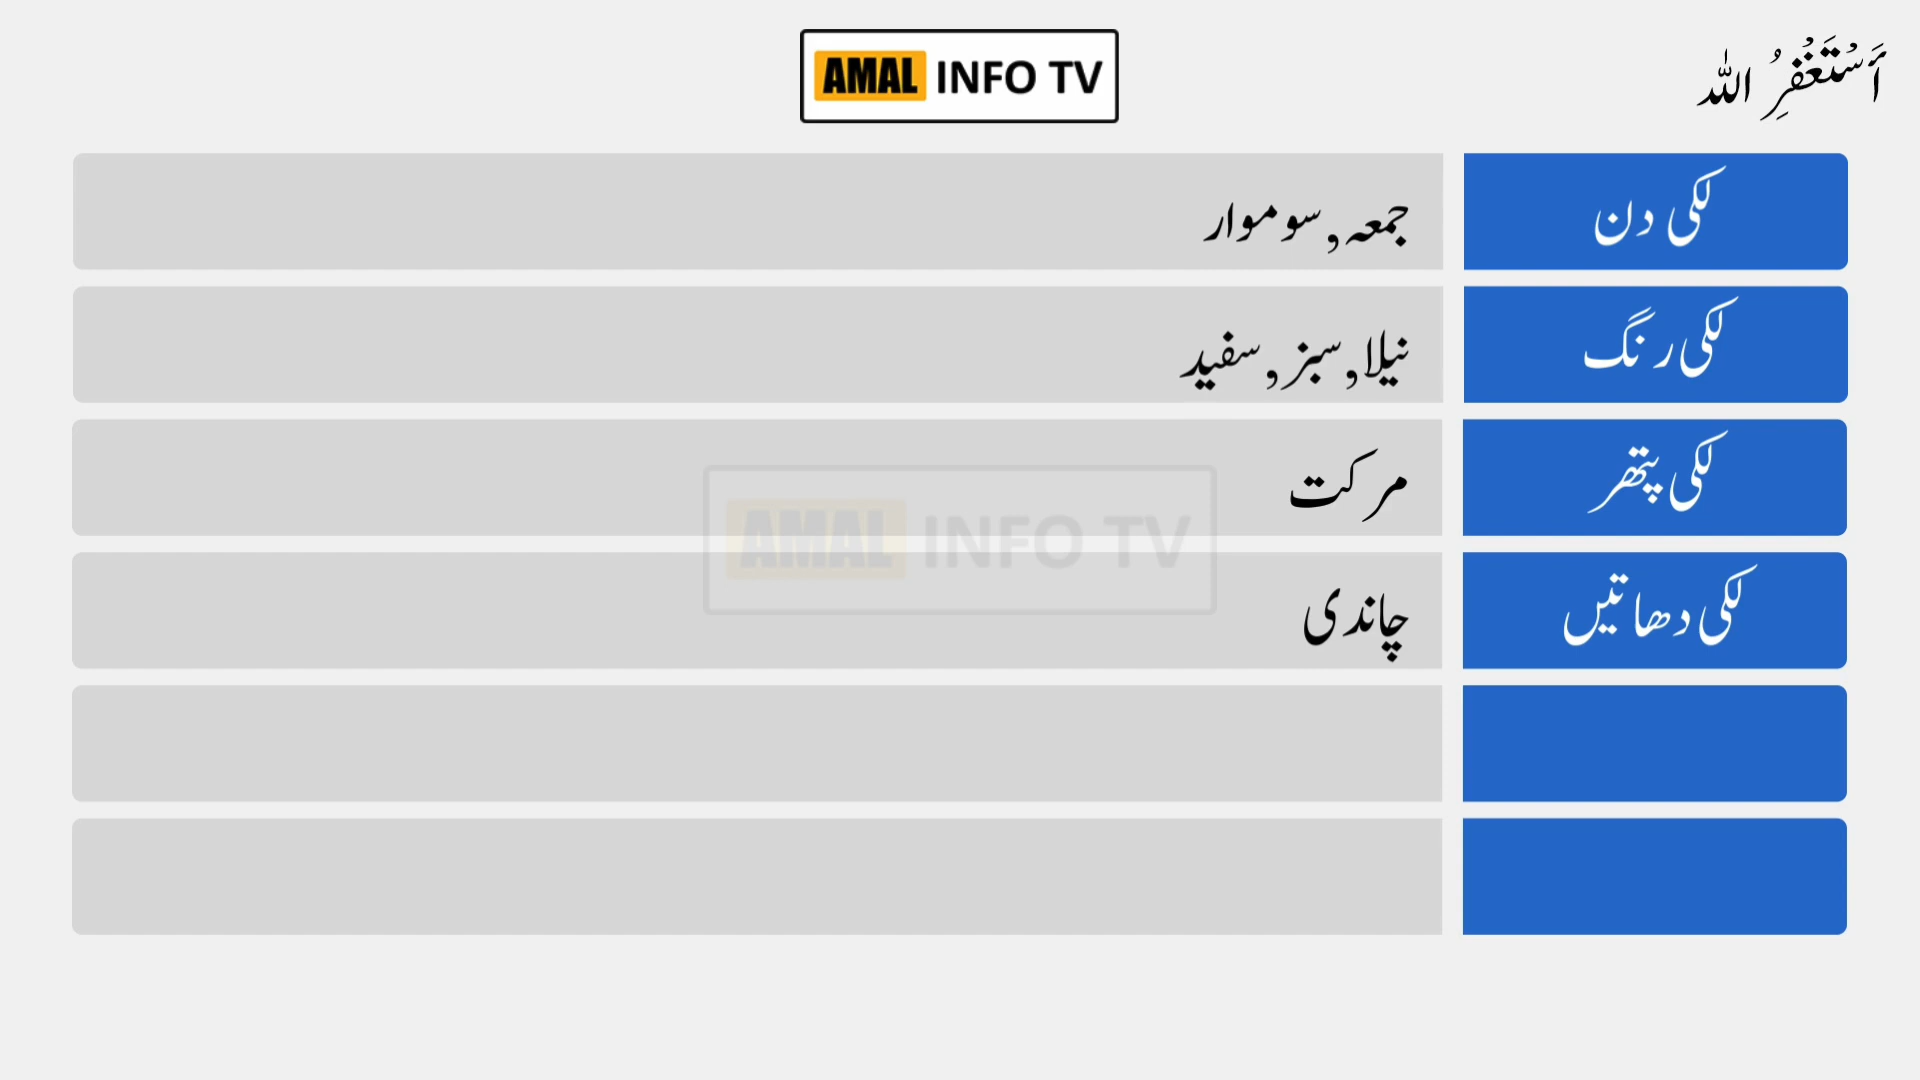 AMAL INFO TV
أَسْتَغْفِرُ اللہ
لکی دن
جمعہ,سوموار
لکی رنگ
نیلا,سبز,سفید
لکی پتھر
مرکت
لکی دھاتیں
چاندی
AMAL INFO TV